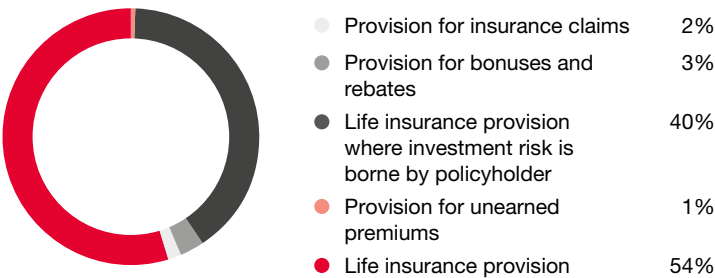 Provision for insurance claims 2%
Provision for bonuses and 3%
rebates
Life insurance provision 40%
where investment risk is
borne by policyholder
Provision for unearned 1%
premiums
Life insurance provision 54%